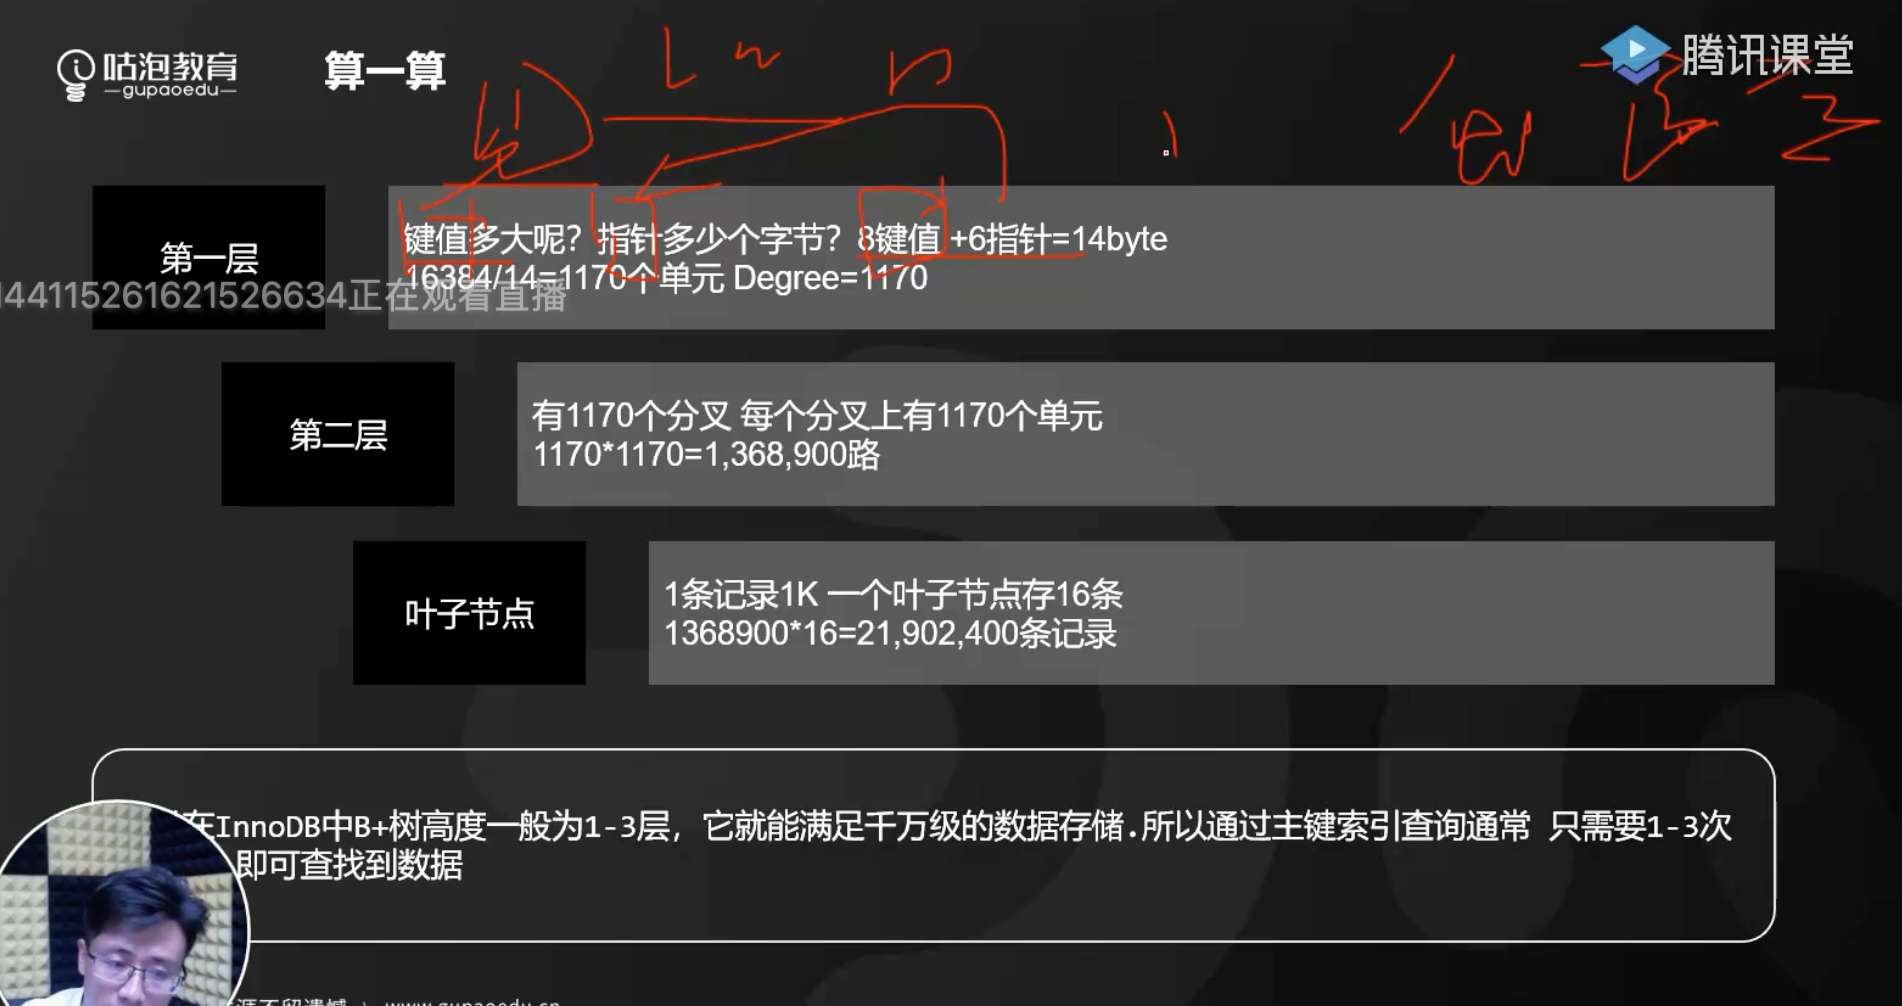 咕泡教育
gupaoedu
算一算
腾讯课堂
第一层
键值多大呢？指针多少个字节？8键值 +6指针=14byte
16384/14=1170个单元 Degree=1170
144115261621526634正在观看直播
第二层
有1170个分叉 每个分叉上有1170个单元
1170*1170=1,368,900路
叶子节点
1条记录1K 一个叶子节点存16条
1368900*16=21,902,400条记录
在InnoDB中B+树高度一般为1-3层，它就能满足千万级的数据存储.所以通过主键索引查询通常 只需要1-3次
即可查找到数据
www.gupaoedu.cn